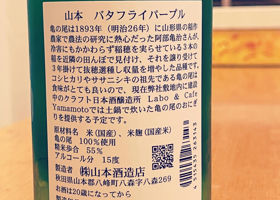 山本 バタフライパープル
亀の尾は1893年（明治26年）に山形県の稲作
農家で農法の研究に熱心だった阿部亀治さんが、
冷害にもかかわらず稲穂を実らせている3本の
稲を近隣の田んぼで見付け、それを譲り受けて
3年掛けて抜穂選種し収量の増やした品種です。
コシヒカリやササニシキの祖先である亀の尾は
食味がとても良いので、現在弊社敷地内に建設
中のクラフト日本酒醸造所 Labo & Cafe
Yamamotoでは土鍋で炊いた亀の尾のおにぎ
りを提供する予定です。
原材料名 米(国産)、米麹(国産米)
亀の尾 100％使用
精米歩合 55％
アルコール分 15度
製造者 ㈱山本酒造店
秋田県山本郡八峰町八森字八森269
お酒は20歳になってから